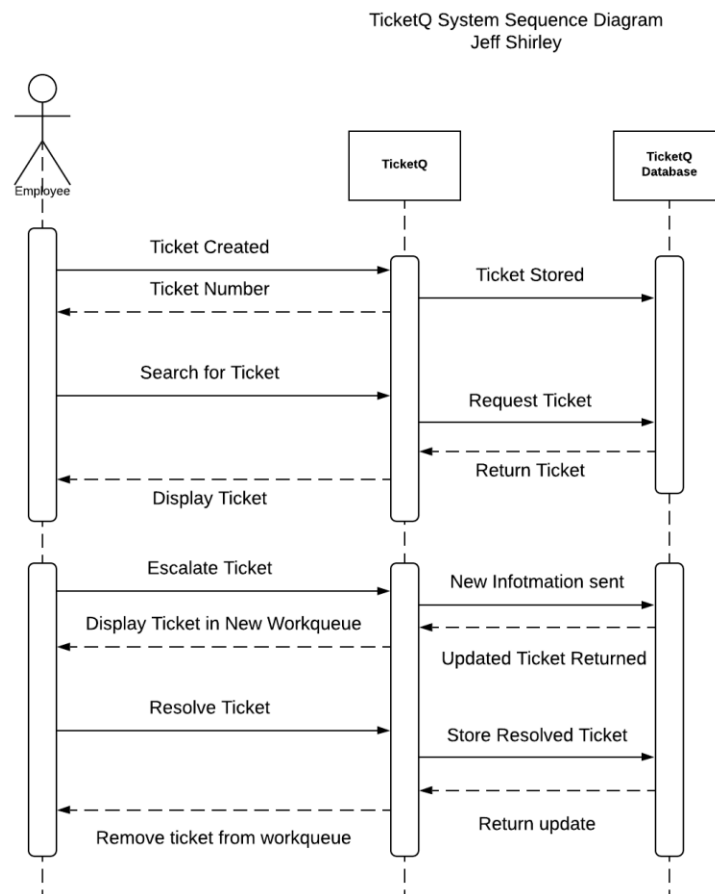 TicketQ System Sequence Diagram
Jeff Shirley
Employee
TicketQ
TicketQ
Database
Ticket Created
Ticket Number
Ticket Stored
Search for Ticket
Request Ticket
Return Ticket
Display Ticket
Escalate Ticket
New Infotmation sent
Display Ticket in New Workqueue
Updated Ticket Returned
Resolve Ticket
Store Resolved Ticket
Return update
Remove ticket from workqueue